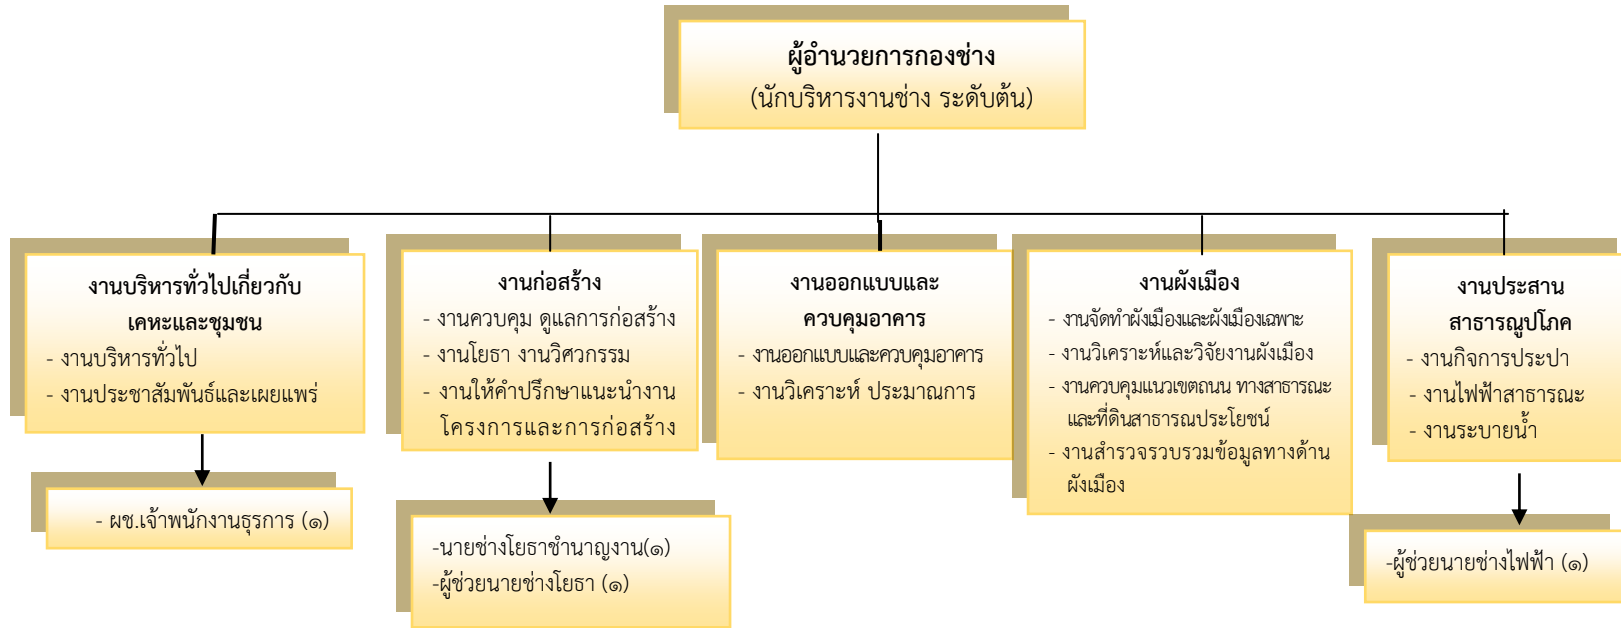 ผู้อำนวยการกองช่าง
(นักบริหารงานช่าง ระดับต้น)
งานบริหารทั่วไปเกี่ยวกับ
เคหะและชุมชน
- งานบริหารทั่วไป
- งานประชาสัมพันธ์และเผยแพร่
งานก่อสร้าง
- งานควบคุม ดูแลการก่อสร้าง
- งานโยธา งานวิศวกรรม
- งานให้คำปรึกษาแนะนำงาน
โครงการและการก่อสร้าง
งานออกแบบและ
ควบคุมอาคาร
- งานออกแบบและควบคุมอาคาร
- งานวิเคราะห์ ประมาณการ
งานผังเมือง
- งานจัดทำผังเมืองและผังเมืองเฉพาะ
- งานวิเคราะห์และวิจัยงานผังเมือง
- งานควบคุมแนวเขตถนน ทางสาธารณะ
และที่ดินสาธารณประโยชน์
- งานสำรวจรวบรวมข้อมูลทางด้าน
ผังเมือง
งานประสาน
สาธารณูปโภค
- งานกิจการประปา
- งานไฟฟ้าสาธารณะ
- งานระบายน้ำ
- ผช.เจ้าพนักงานธุรการ (๑)
-นายช่างโยธาชำนาญงาน(๑)
-ผู้ช่วยนายช่างโยธา (๑)
-ผู้ช่วยนายช่างไฟฟ้า (๑)